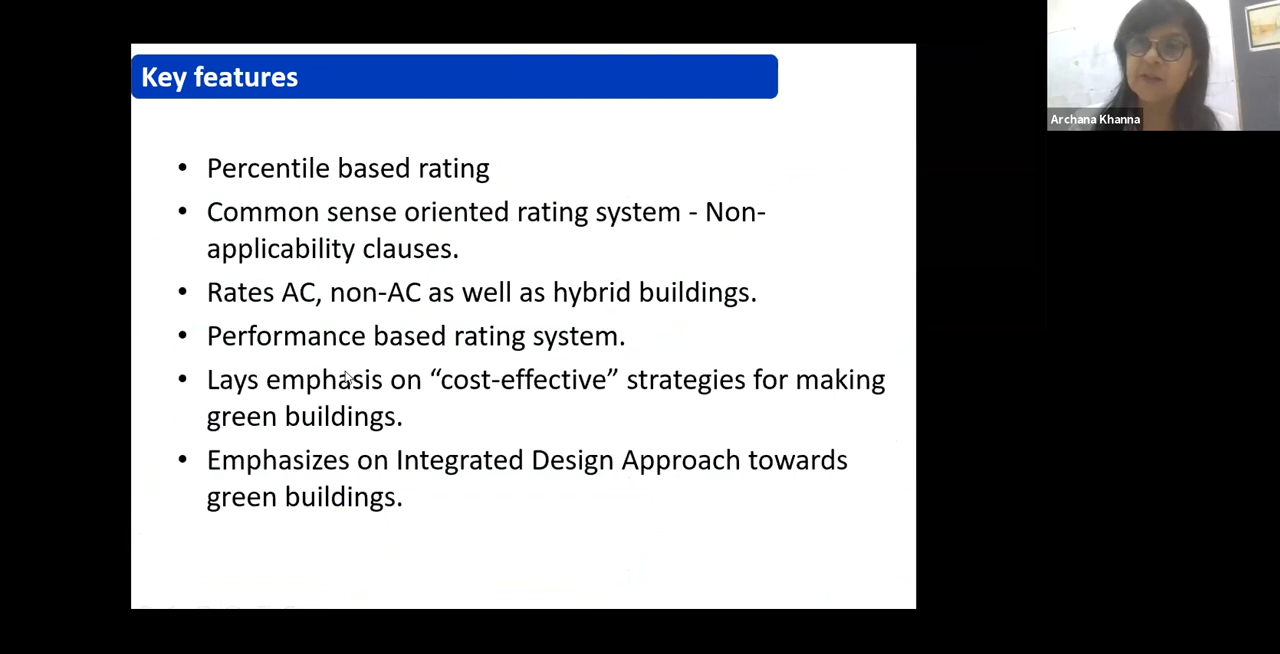 Key features
• Percentile based rating
• Common sense oriented rating system - Non-
applicability clauses.
• Rates AC, non-AC as well as hybrid buildings.
• Performance based rating system.
• Lays emphasis on “cost-effective” strategies for making
green buildings.
• Emphasizes on Integrated Design Approach towards
green buildings.
Archana Khanna